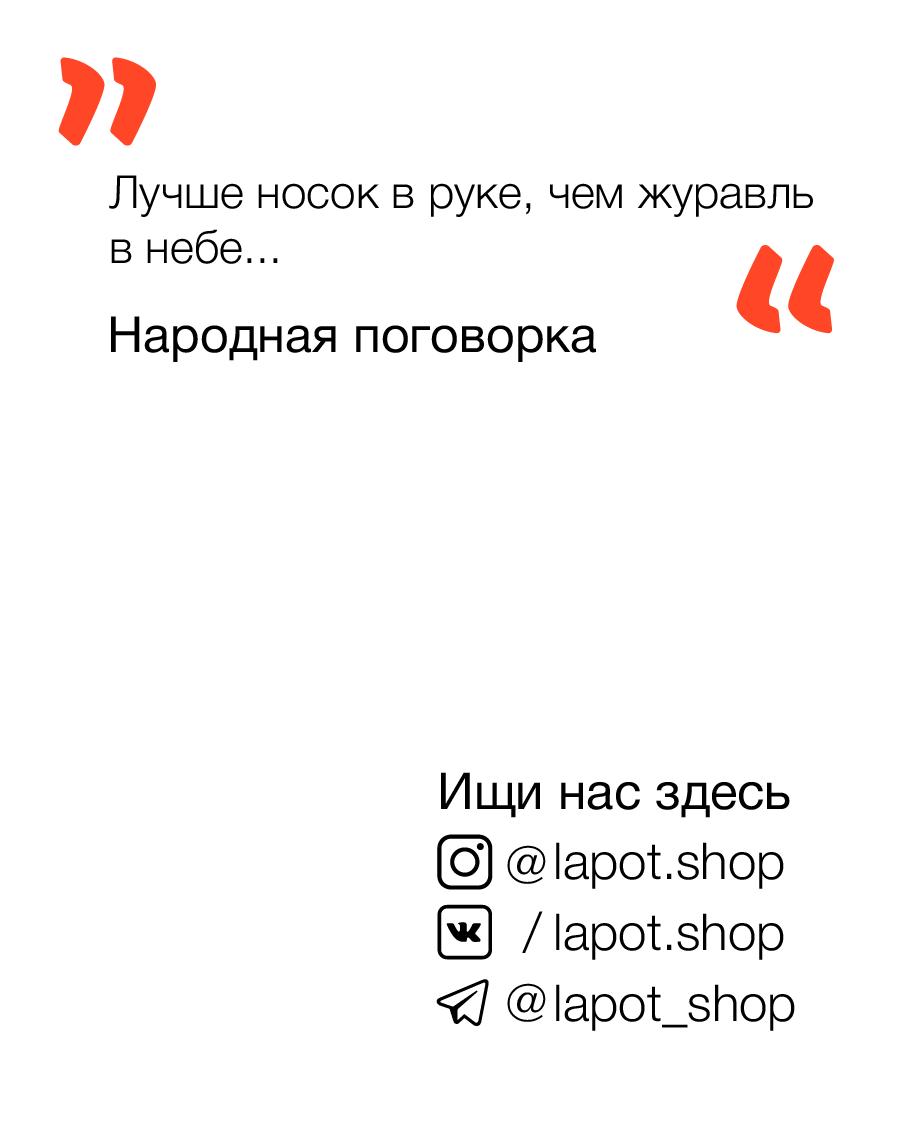 ”
Лучше носок в руке, чем журавль
в небе...
“
Народная поговорка
Ищи нас здесь
@lapot.shop
/lapot.shop
@lapot_shop